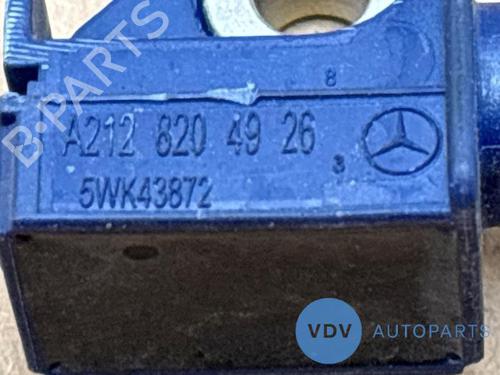 B-PARTS
8
A212 820 49 26
3
5WK43872
VDV AUTOPARTS